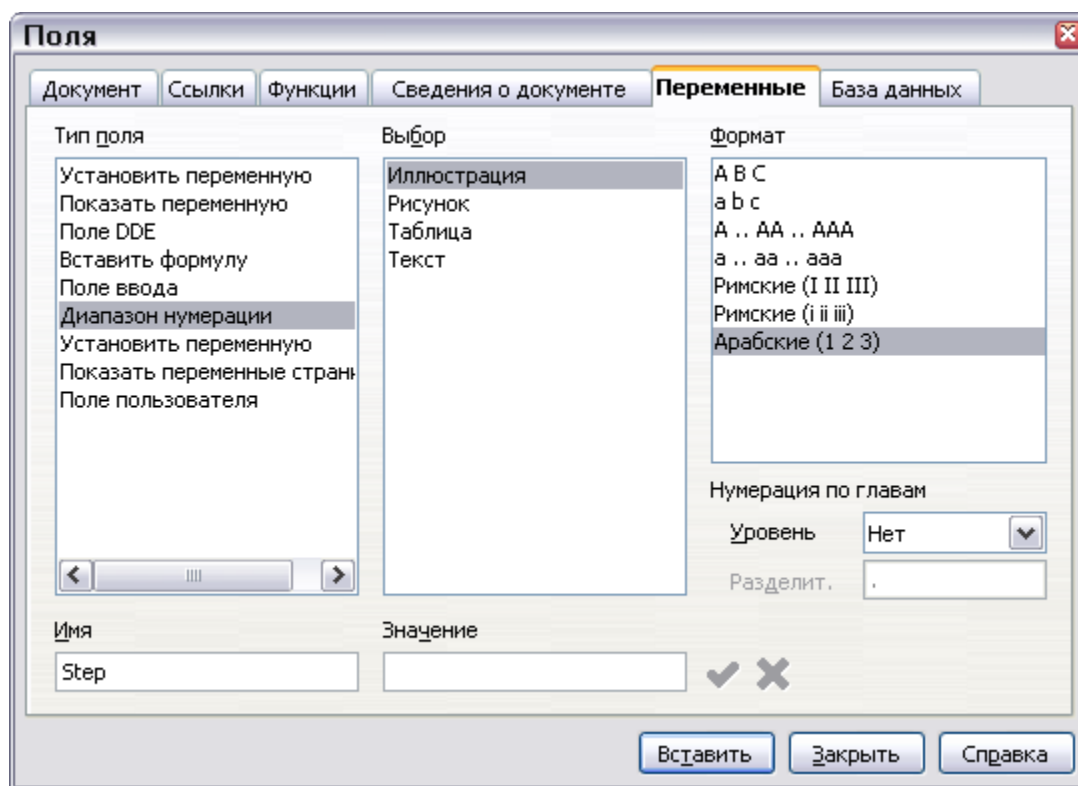 Поля
Документ
Ссылки
Функции
Сведения о документе
Переменные
База данных
Тип поля
Установить переменную
Показать переменную
Поле DDE
Вставить формулу
Поле ввода
Диапазон нумерации
Установить переменную
Показать переменные стран
Поле пользователя
Выбор
Иллюстрация
Рисунок
Таблица
Текст
Формат
A B C
a b c
A .. AA .. AAA
a .. aa .. aaa
Римские (I II III)
Римские (i ii iii)
Арабские (1 2 3)
Нумерация по главам
Уровень
Нет
Разделит.
.
Имя
Step
Значение
Вставить
Закрыть
Справка